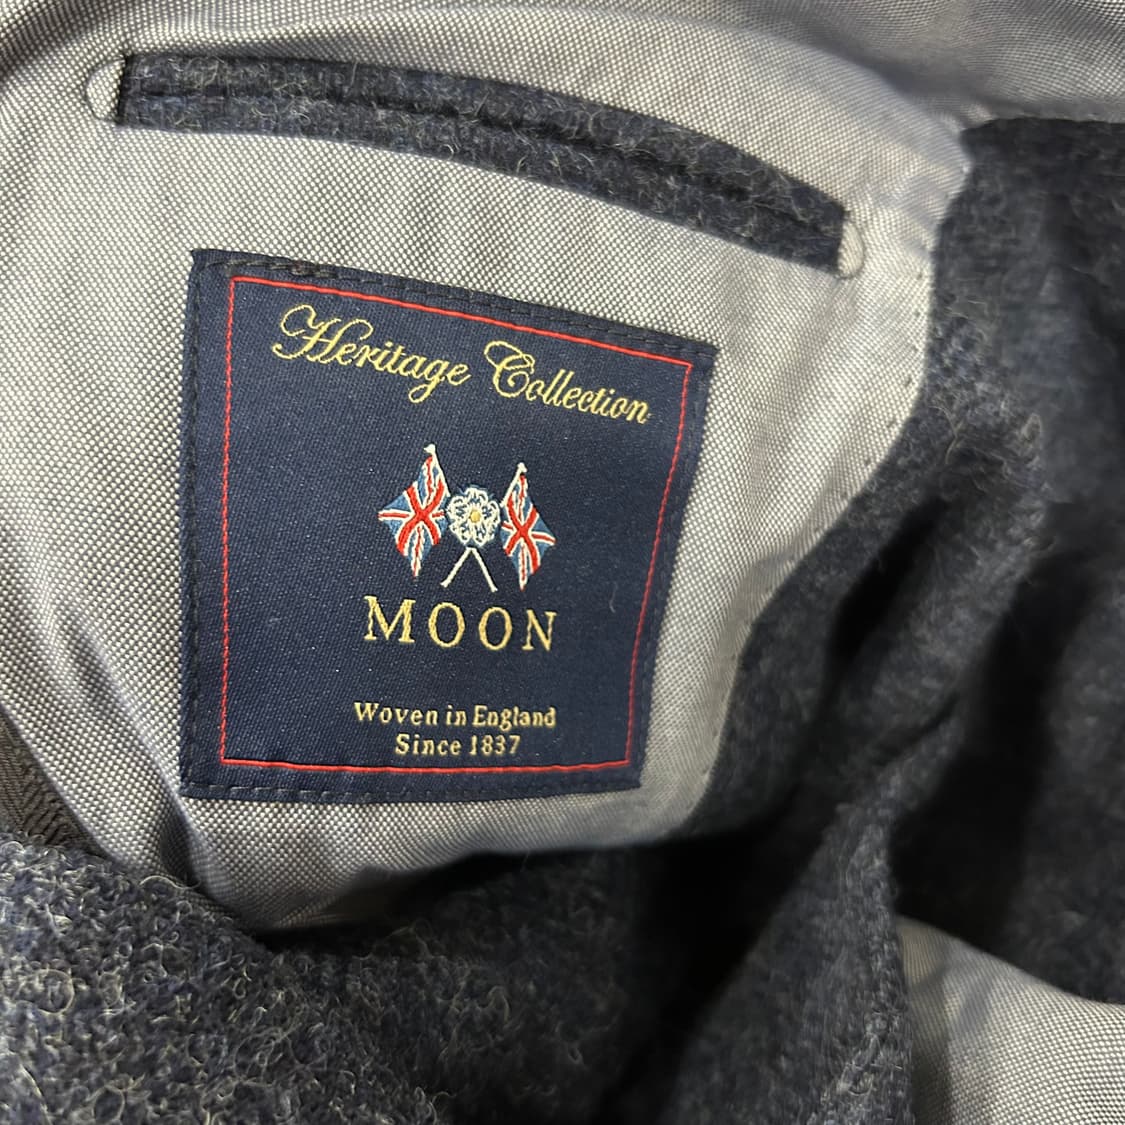 Heritage Collection
MOON
Woven in England
Since 1837